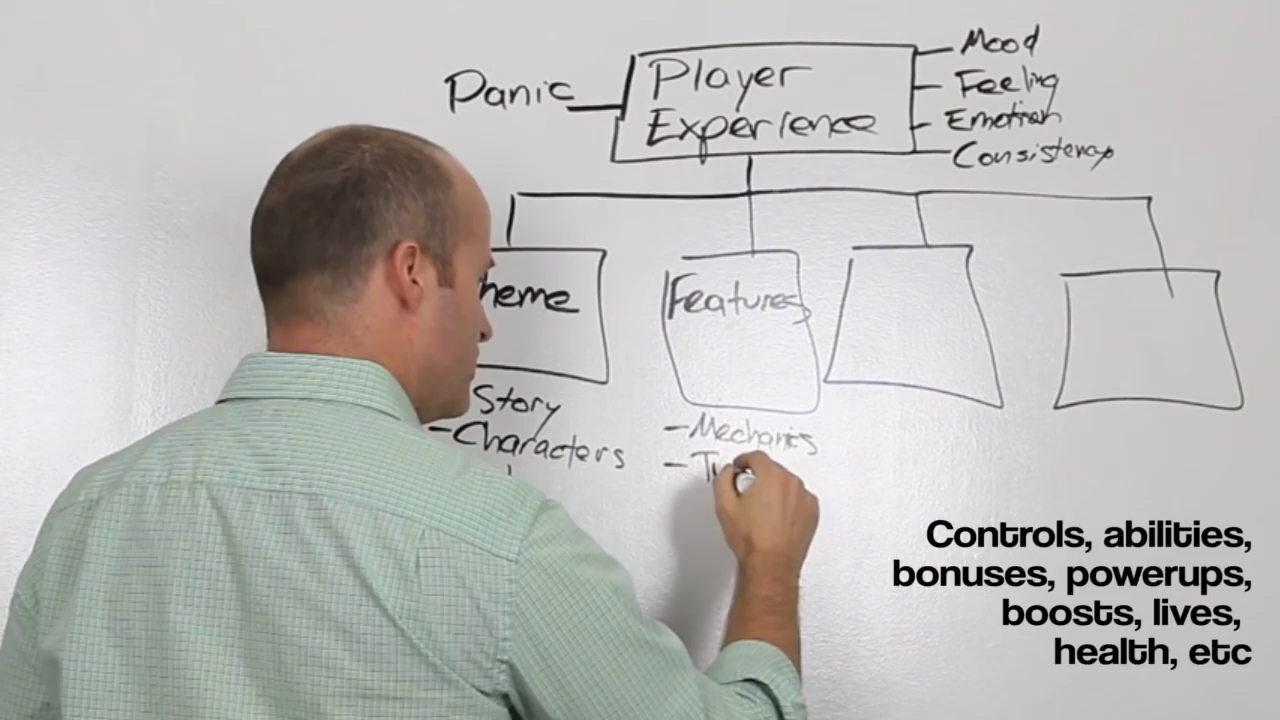 Panic
Player
Experience
Mood
Feeling
Emotion
Consistency
heme
Features
Story
-Characters
-Mechanics
Controls, abilities,
bonuses, powerups,
boosts, lives,
health, etc